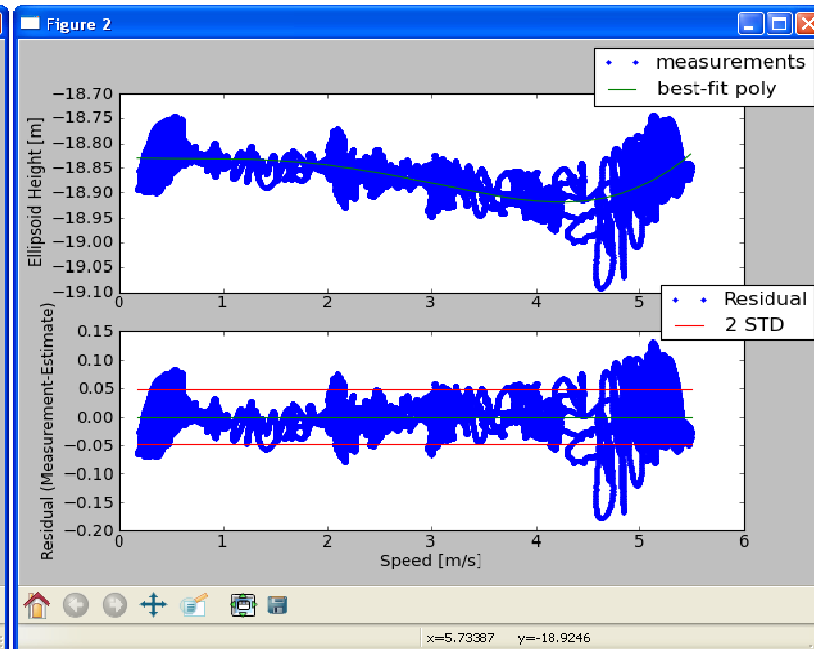 Figure 2
measurements
best-fit poly
Ellipsoid Height [m]
−18.70
−18.75
−18.80
−18.85
−18.90
−18.95
−19.00
−19.05
−19.10
0 1 2 3 4 5
Residual
2 STD
Residual (Measurement-Estimate)
0.15
0.10
0.05
0.00
−0.05
−0.10
−0.15
−0.20
0 1 2 3 4 5 6
Speed [m/s]
x=5.73387 y=-18.9246